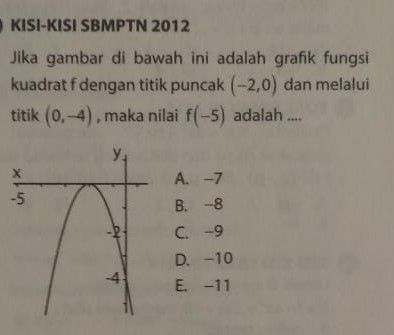 KISI-KISI SBMPTN 2012
Jika gambar di bawah ini adalah grafik fungsi
kuadrat f dengan titik puncak (−2,0) dan melalui
titik (0,−4) , maka nilai f(−5) adalah ....
y
x
-5
-2
-4
A. −7
B. −8
C. −9
D. −10
E. −11